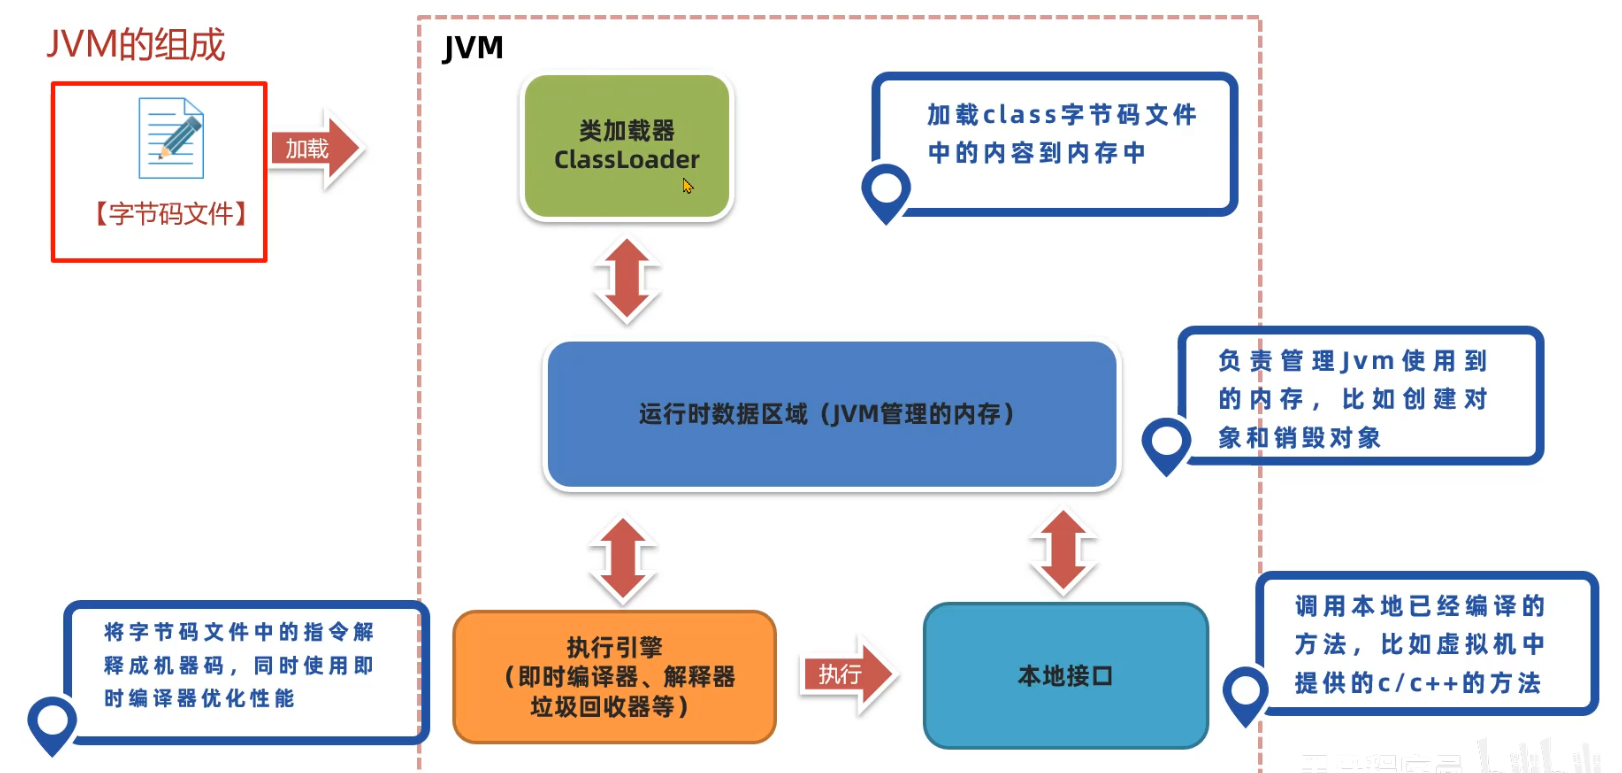 JVM的组成
JVM
【字节码文件】
加载
类加载器
ClassLoader
加载class字节码文件
中的内容到内存中
运行时数据区域（JVM管理的内存）
负责管理Jvm使用到
的内存，比如创建对
象和销毁对象
将字节码文件中的指令解
释成机器码，同时使用即
时编译器优化性能
执行引擎
（即时编译器、解释器
垃圾回收器等）
执行
本地接口
调用本地已经编译的
方法，比如虚拟机中
提供的c/c++的方法